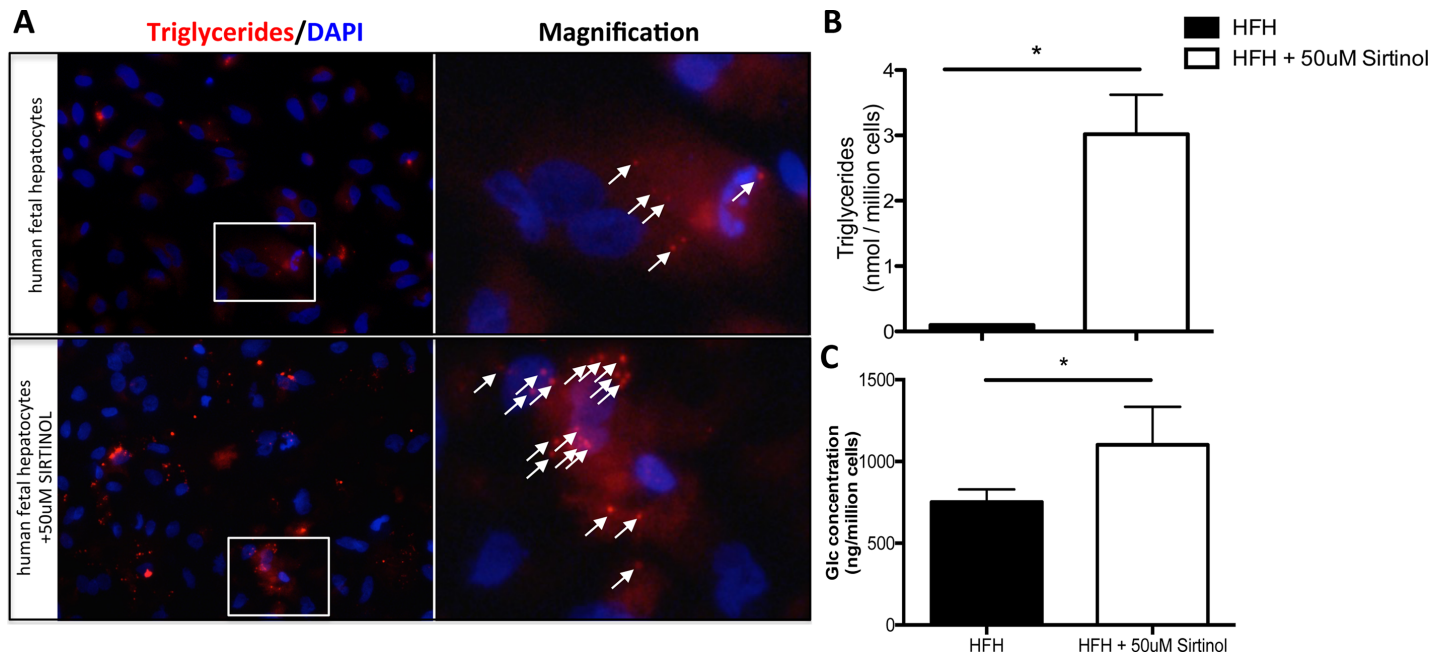 A
Triglycerides/DAPI
Magnification
human fetal hepatocytes
human fetal hepatocytes
+50uM SIRTINOL
B
HFH
HFH + 50uM Sirtinol
*
Triglycerides
(nmol / million cells)
4
3
2
1
0
C
*
Glc concentration
(ng/million cells)
1500
1000
500
0
HFH
HFH + 50uM Sirtinol